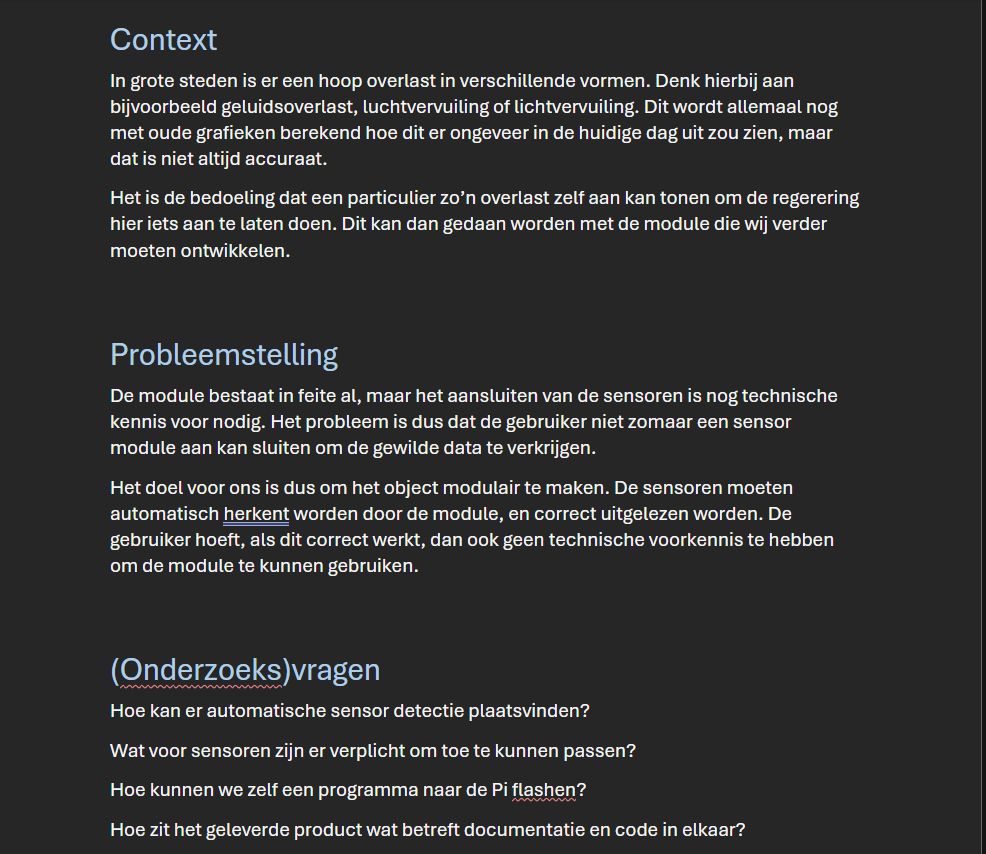 Context
In grote steden is er een hoop overlast in verschillende vormen. Denk hierbij aan
bijvoorbeeld geluidsoverlast, luchtvervuiling of lichtvervuiling. Dit wordt allemaal nog
met oude grafieken berekend hoe dit er ongeveer in de huidige dag uit zou zien, maar
dat is niet altijd accuraat.
Het is de bedoeling dat een particulier zo’n overlast zelf aan kan tonen om de regerering
hier iets aan te laten doen. Dit kan dan gedaan worden met de module die wij verder
moeten ontwikkelen.
Probleemstelling
De module bestaat in feite al, maar het aansluiten van de sensoren is nog technische
kennis voor nodig. Het probleem is dus dat de gebruiker niet zomaar een sensor
module aan kan sluiten om de gewilde data te verkrijgen.
Het doel voor ons is dus om het object modulair te maken. De sensoren moeten
automatisch herkent worden door de module, en correct uitgelezen worden. De
gebruiker hoeft, als dit correct werkt, dan ook geen technische voorkennis te hebben
om de module te kunnen gebruiken.
(Onderzoeks)vragen
Hoe kan er automatische sensor detectie plaatsvinden?
Wat voor sensoren zijn er verplicht om toe te kunnen passen?
Hoe kunnen we zelf een programma naar de Pi flashen?
Hoe zit het geleverde product wat betreft documentatie en code in elkaar?